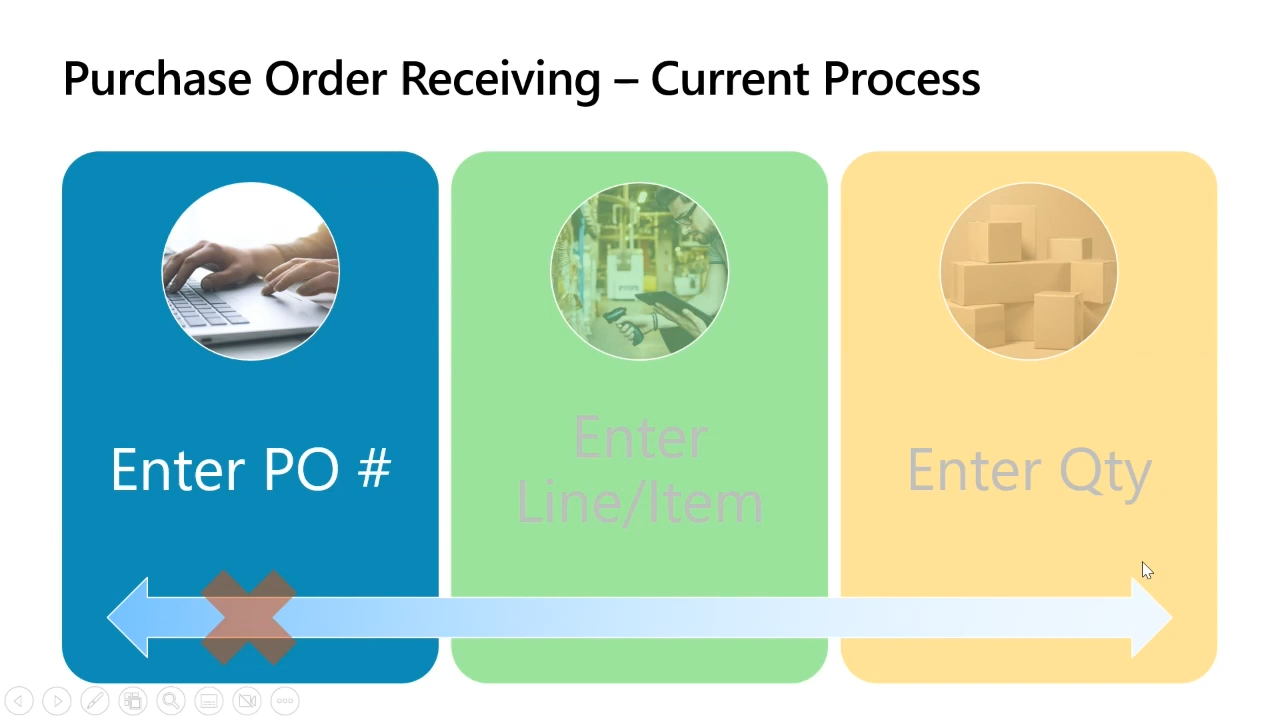 Purchase Order Receiving – Current Process
Enter PO #
Enter
Line/Item
Enter Qty